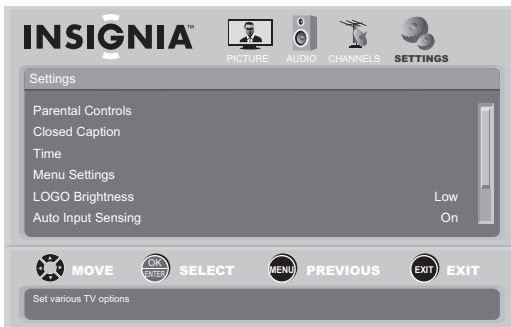 INSIGNIA™
PICTURE AUDIO CHANNELS SETTINGS
Settings
Parental Controls
Closed Caption
Time
Menu Settings
LOGO Brightness Low
Auto Input Sensing On
MOVE OK ENTER SELECT MENU PREVIOUS EXIT EXIT
Set various TV options